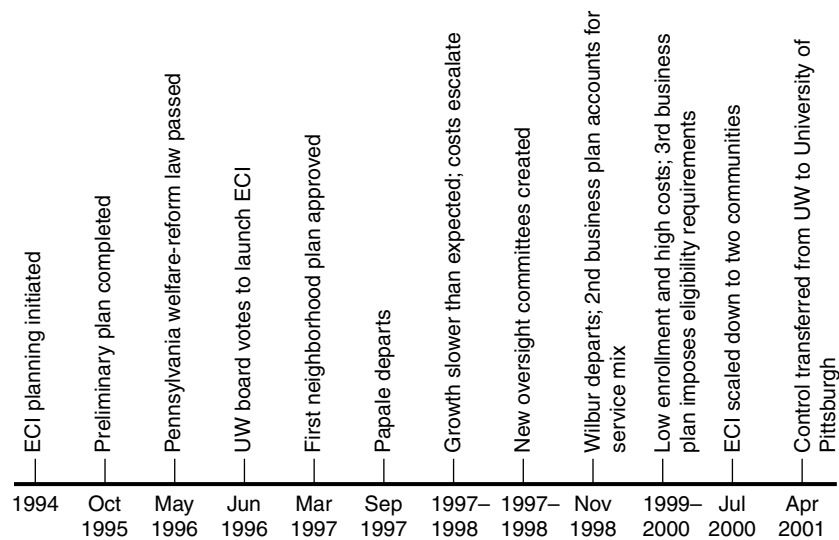 ECI planning initiated
Preliminary plan completed
Pennsylvania welfare-reform law passed
UW board votes to launch ECI
First neighborhood plan approved
Papale departs
Growth slower than expected; costs escalate
New oversight committees created
Wilbur departs; 2nd business plan accounts for
service mix
Low enrollment and high costs; 3rd business
plan imposes eligibility requirements
ECI scaled down to two communities
Control transferred from UW to University of
Pittsburgh
1994
Oct
1995
May
1996
Jun
1996
Mar
1997
Sep
1997
1997–
1998
1997–
1998
Nov
1998
1999–
2000
Jul
2000
Apr
2001